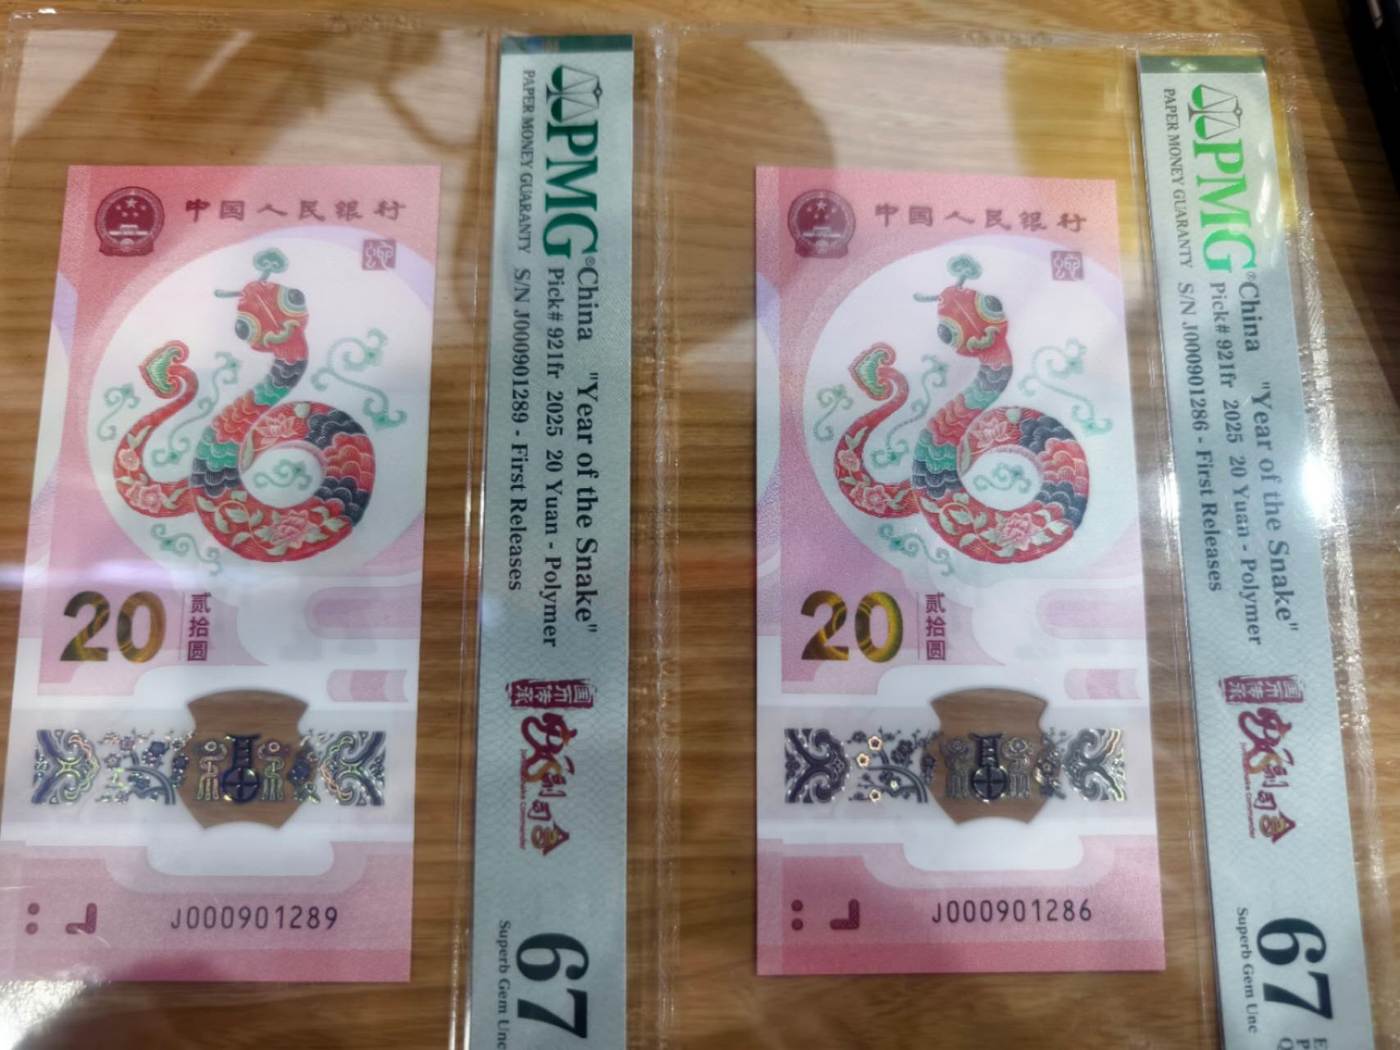 中国人民银行
20
贰拾圆
J000901289
PMG®
PAPER MONEY GUARANTY
China "Year of the Snake"
Pick# 921fr 2025 20 Yuan - Polymer
S/N J000901289 - First Releases
67
Superb Gem Unc
中国人民银行
20
贰拾圆
J000901286
PMG®
PAPER MONEY GUARANTY
China "Year of the Snake"
Pick# 921fr 2025 20 Yuan - Polymer
S/N J000901286 - First Releases
67
Superb Gem Unc